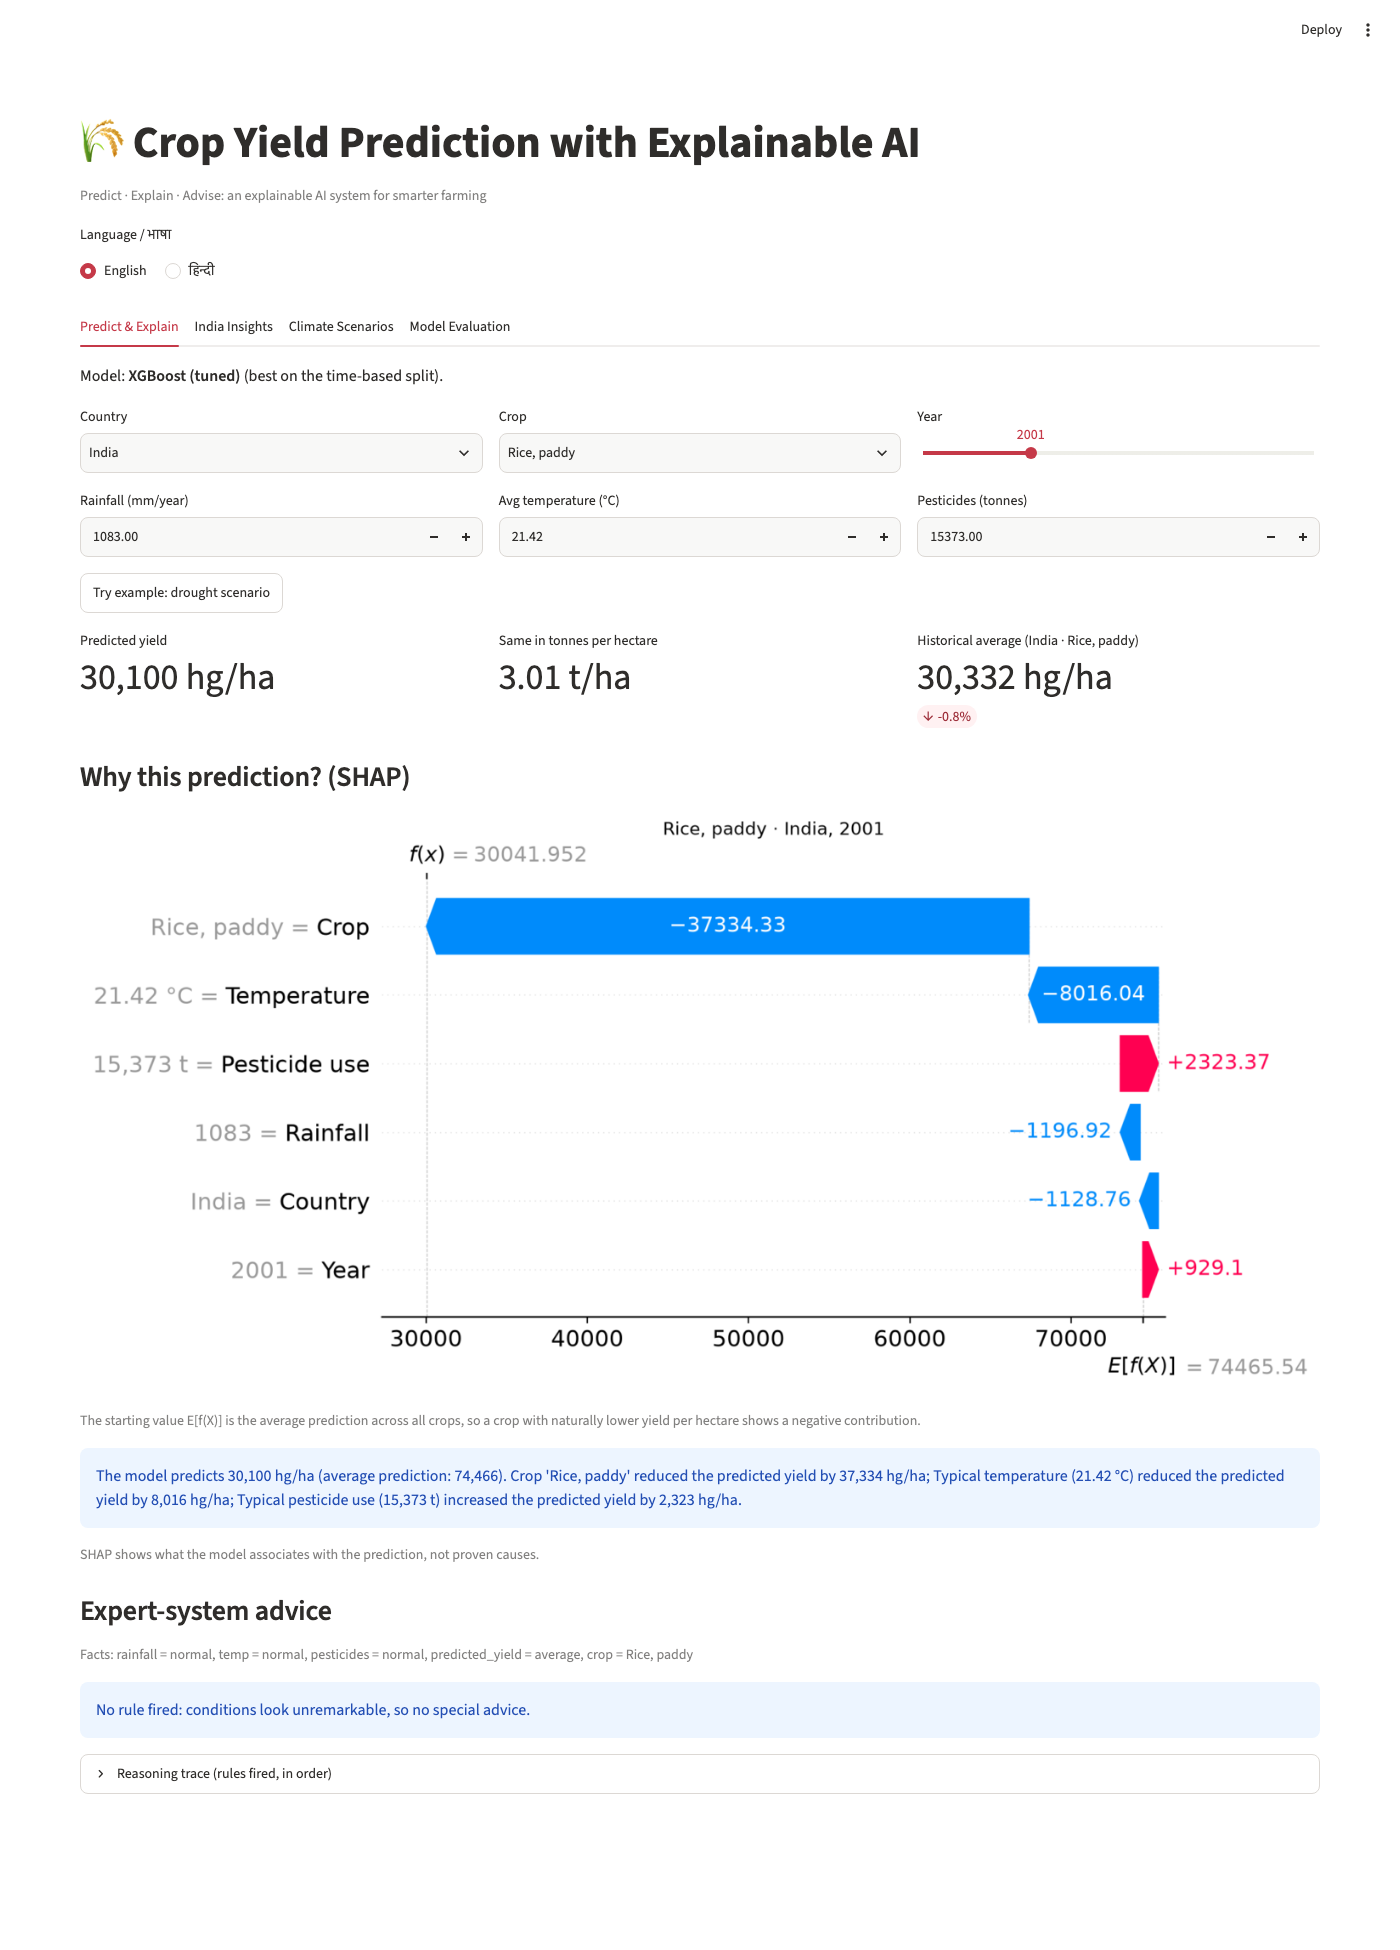 Deploy
Crop Yield Prediction with Explainable AI
Predict · Explain · Advise: an explainable AI system for smarter farming
Language / भाषा
English हिन्दी
Predict & Explain India Insights Climate Scenarios Model Evaluation
Model: XGBoost (tuned) (best on the time-based split).
Country Crop Year
2001
India Rice, paddy
Rainfall (mm/year) Avg temperature (°C) Pesticides (tonnes)
1083.00 − + 21.42 − + 15373.00 − +
Try example: drought scenario
Predicted yield Same in tonnes per hectare Historical average (India · Rice, paddy)
30,100 hg/ha 3.01 t/ha 30,332 hg/ha
↓ -0.8%
Why this prediction? (SHAP)
Rice, paddy · India, 2001
f(x) = 30041.952
Rice, paddy = Crop −37334.33
21.42 °C = Temperature −8016.04
15,373 t = Pesticide use +2323.37
1083 = Rainfall −1196.92
India = Country −1128.76
2001 = Year +929.1
30000 40000 50000 60000 70000
E[f(X)] = 74465.54
The starting value E[f(X)] is the average prediction across all crops, so a crop with naturally lower yield per hectare shows a negative contribution.
The model predicts 30,100 hg/ha (average prediction: 74,466). Crop 'Rice, paddy' reduced the predicted yield by 37,334 hg/ha; Typical temperature (21.42 °C) reduced the predicted
yield by 8,016 hg/ha; Typical pesticide use (15,373 t) increased the predicted yield by 2,323 hg/ha.
SHAP shows what the model associates with the prediction, not proven causes.
Expert-system advice
Facts: rainfall = normal, temp = normal, pesticides = normal, predicted_yield = average, crop = Rice, paddy
No rule fired: conditions look unremarkable, so no special advice.
Reasoning trace (rules fired, in order)